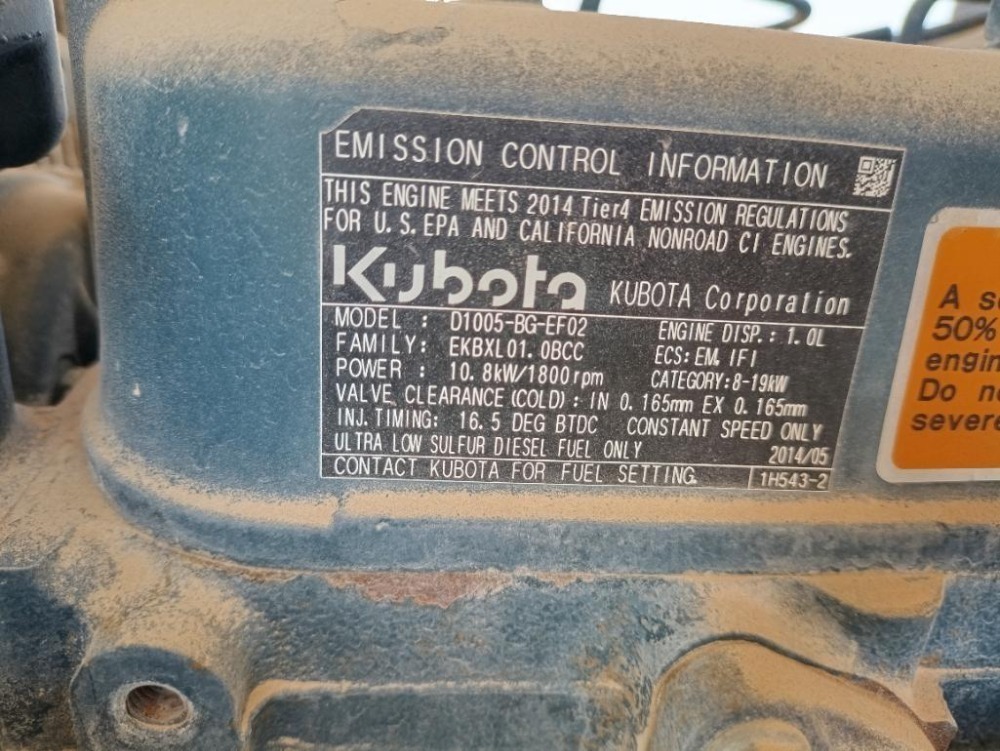 EMISSION CONTROL INFORMATION
THIS ENGINE MEETS 2014 Tier4 EMISSION REGULATIONS
FOR U.S. EPA AND CALIFORNIA NONROAD CI ENGINES.
Kubota KUBOTA Corporation
MODEL : D1005-BG-EF02 ENGINE DISP.: 1.0L
FAMILY: EKBXL01.0BCC ECS: EM, IFI
POWER : 10.8kW/1800rpm CATEGORY:8-19kW
VALVE CLEARANCE (COLD) : IN 0.165mm EX 0.165mm
INJ. TIMING: 16.5 DEG BTDC CONSTANT SPEED ONLY
ULTRA LOW SULFUR DIESEL FUEL ONLY 2014/05
CONTACT KUBOTA FOR FUEL SETTING. 1H543-2
A
50%
engin
Do
severe